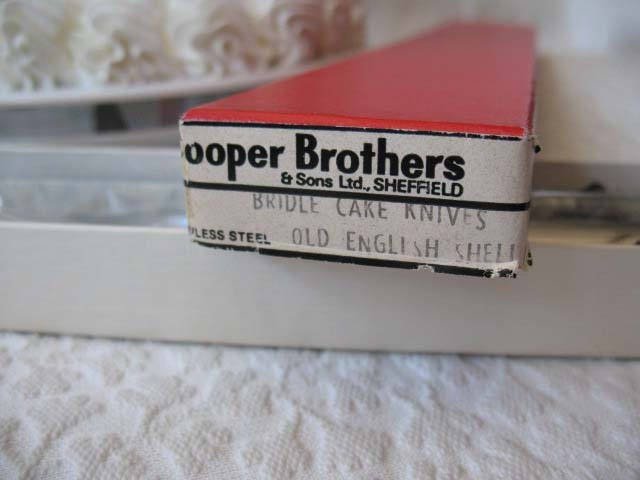 ooper Brothers
& Sons Ltd., SHEFFIELD
BRIDLE CAKE KNIVES
LESS STEEL OLD ENGLISH SHELL